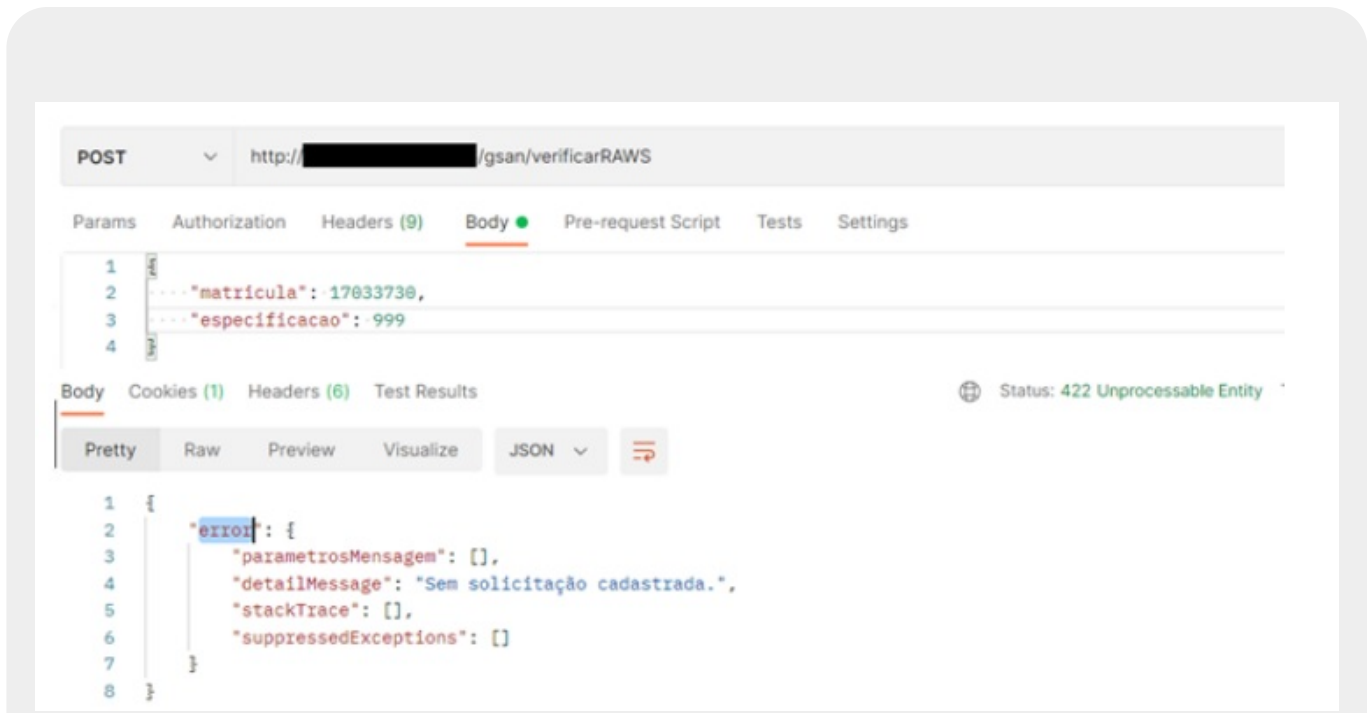 POST http:// /gsan/verificarRAWS
Params Authorization Headers (9) Body Pre-request Script Tests Settings
1 {
2 "matricula": 17033730,
3 "especificacao": 999
4 }
Body Cookies (1) Headers (6) Test Results Status: 422 Unprocessable Entity
Pretty Raw Preview Visualize JSON
1 {
2 "error": {
3 "parametrosMensagem": [],
4 "detailMessage": "Sem solicitação cadastrada.",
5 "stackTrace": [],
6 "suppressedExceptions": []
7 }
8 }